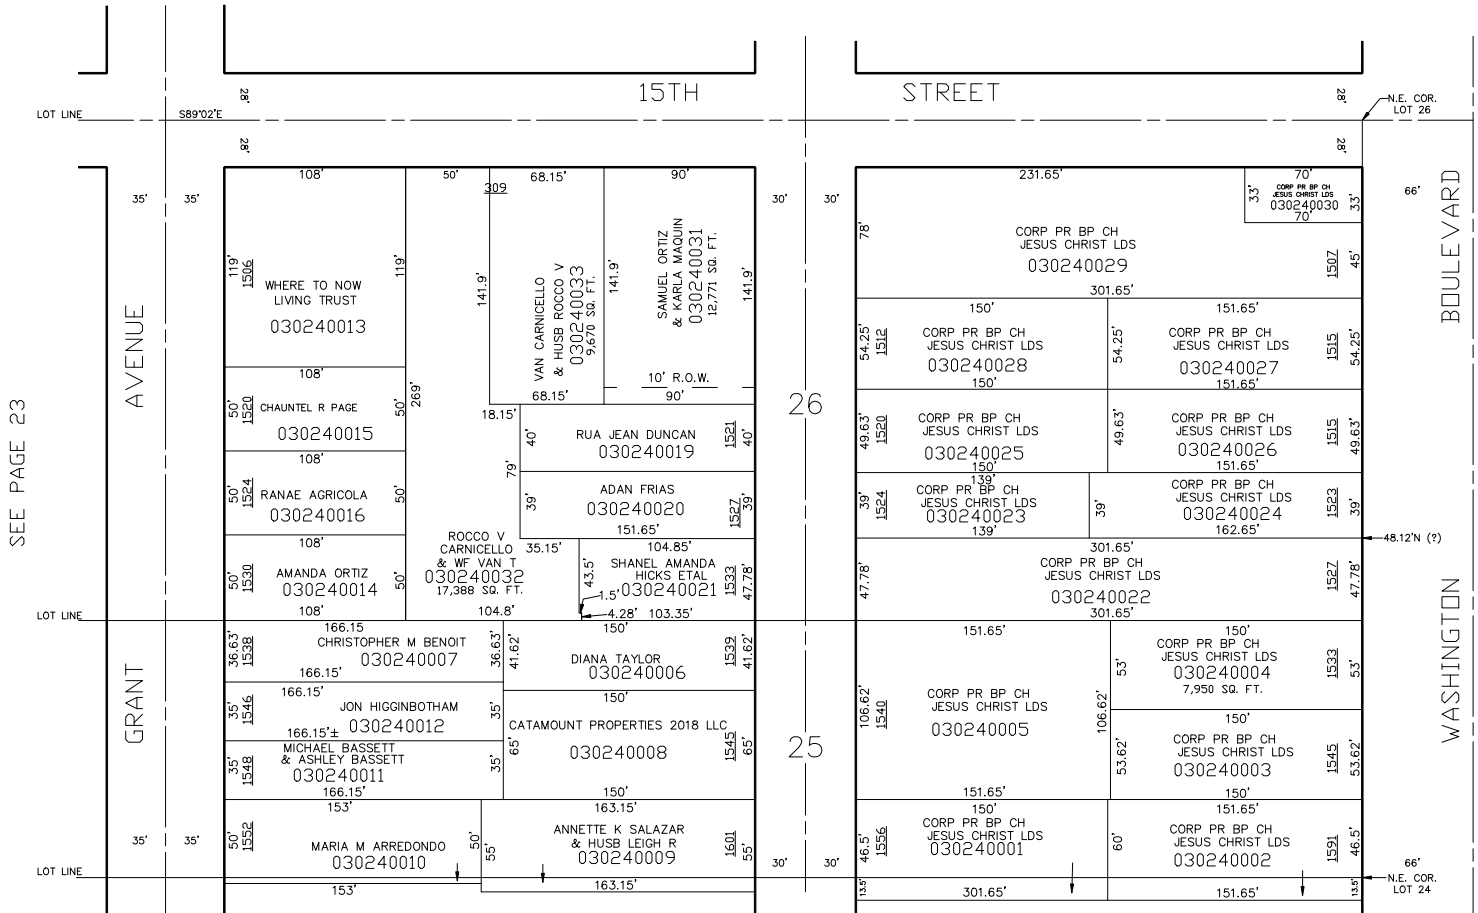 15TH STREET
28'
28'
28'
28'
N.E. COR.
LOT 26
LOT LINE
S89°02'E
SEE PAGE 23
GRANT AVENUE
WASHINGTON BOULEVARD
35' 35'
30' 30'
66'
26
25
108'
119'
1506
119'
WHERE TO NOW
LIVING TRUST
030240013
108'
50'
1520
CHAUNTEL R PAGE
50'
030240015
108'
50'
1524
RANAE AGRICOLA
50'
030240016
108'
50'
1530
AMANDA ORTIZ
50'
030240014
108'
50'
309
269'
ROCCO V
CARNICELLO
& WF VAN T
030240032
17,388 SQ. FT.
104.8'
68.15'
141.9'
VAN CARNICELLO
& HUSB ROCCO V
030240033
9,670 SQ. FT.
141.9'
68.15'
90'
SAMUEL ORTIZ
& KARLA MAQUIN
030240031
12,771 SQ. FT.
141.9'
10' R.O.W.
90'
18.15'
79'
40'
RUA JEAN DUNCAN
030240019
1521
40'
39'
ADAN FRIAS
030240020
1527
39'
151.65'
35.15'
104.85'
43.5'
SHANEL AMANDA
HICKS ETAL
030240021
1533
47.78'
1.5'
4.28'
103.35'
231.65'
78'
CORP PR BP CH
JESUS CHRIST LDS
030240029
1507
45'
301.65'
70'
33'
CORP PR BP CH
JESUS CHRIST LDS
030240030
33'
70'
150'
54.25'
1512
CORP PR BP CH
JESUS CHRIST LDS
030240028
150'
151.65'
54.25'
CORP PR BP CH
JESUS CHRIST LDS
030240027
1515
54.25'
151.65'
49.63'
1520
CORP PR BP CH
JESUS CHRIST LDS
030240025
150'
49.63'
CORP PR BP CH
JESUS CHRIST LDS
030240026
1515
49.63'
151.65'
139'
39'
1524
CORP PR BP CH
JESUS CHRIST LDS
030240023
139'
39'
CORP PR BP CH
JESUS CHRIST LDS
030240024
1523
39'
162.65'
48.12'N (?)
301.65'
47.78'
CORP PR BP CH
JESUS CHRIST LDS
030240022
1527
47.78'
301.65'
LOT LINE
166.15
36.63'
1538
CHRISTOPHER M BENOIT
030240007
36.63'
166.15'
166.15'
35'
1546
JON HIGGINBOTHAM
030240012
35'
166.15'±
35'
1548
MICHAEL BASSETT
& ASHLEY BASSETT
030240011
35'
166.15'
150'
41.62'
DIANA TAYLOR
030240006
1539
41.62'
150'
CATAMOUNT PROPERTIES 2018 LLC
65'
030240008
1545
65'
150'
153'
50'
1552
MARIA M ARREDONDO
030240010
50'
153'
163.15'
55'
ANNETTE K SALAZAR
& HUSB LEIGH R
030240009
1601
55'
163.15'
151.65'
106.62'
1540
CORP PR BP CH
JESUS CHRIST LDS
030240005
106.62'
151.65'
150'
53'
CORP PR BP CH
JESUS CHRIST LDS
030240004
7,950 SQ. FT.
1533
53'
150'
53.62'
CORP PR BP CH
JESUS CHRIST LDS
030240003
1545
53.62'
150'
150'
46.5'
1556
CORP PR BP CH
JESUS CHRIST LDS
030240001
60'
151.65'
CORP PR BP CH
JESUS CHRIST LDS
030240002
1591
46.5'
35' 35'
30' 30'
66'
LOT LINE
N.E. COR.
LOT 24
13.5'
301.65'
151.65'
13.5'